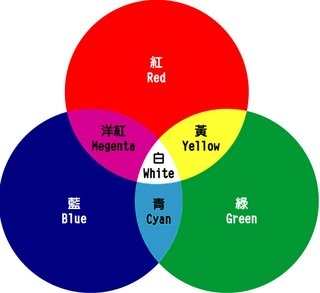 紅
Red
洋紅
Megenta
黃
Yellow
白
White
藍
Blue
青
Cyan
綠
Green